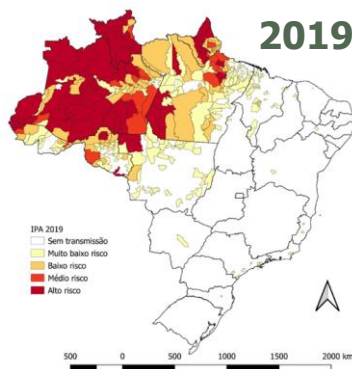 2019
IPA 2019
Sem transmissão
Muito baixo risco
Baixo risco
Médio risco
Alto risco
500 0 500 1000 1500 2000 km